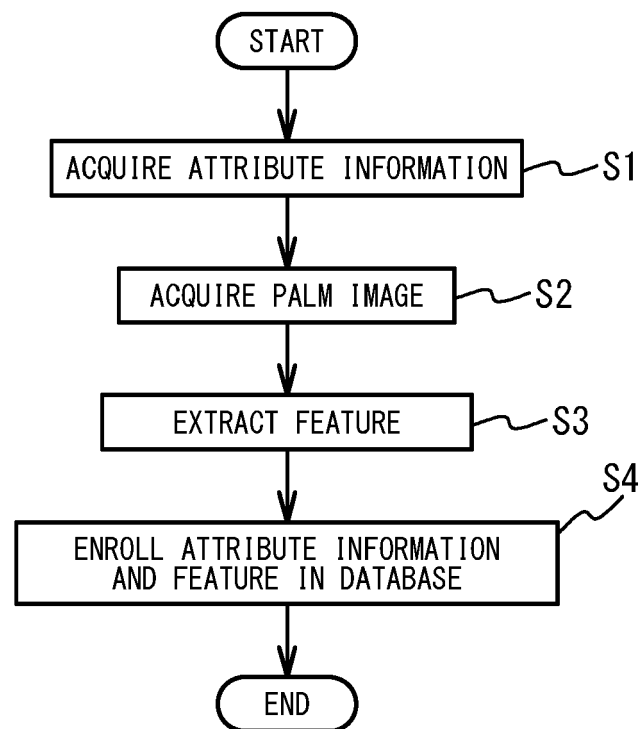 START
ACQUIRE ATTRIBUTE INFORMATION
S1
ACQUIRE PALM IMAGE
S2
EXTRACT FEATURE
S3
S4
ENROLL ATTRIBUTE INFORMATION
AND FEATURE IN DATABASE
END